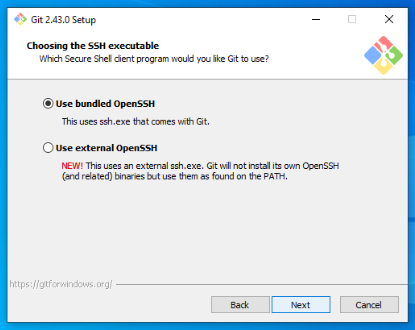 Git 2.43.0 Setup
Choosing the SSH executable
Which Secure Shell client program would you like Git to use?
Use bundled OpenSSH
This uses ssh.exe that comes with Git.
Use external OpenSSH
NEW! This uses an external ssh.exe. Git will not install its own OpenSSH
(and related) binaries but use them as found on the PATH.
https://gitforwindows.org/
Back Next Cancel